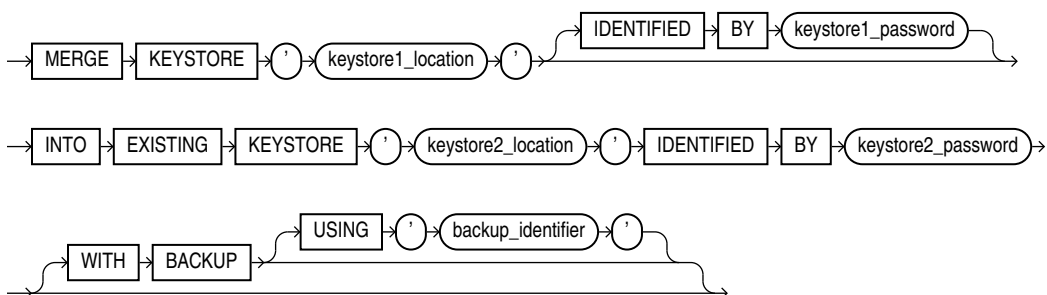 IDENTIFIED BY keystore1_password
MERGE KEYSTORE ' keystore1_location '
INTO EXISTING KEYSTORE ' keystore2_location ' IDENTIFIED BY keystore2_password
USING ' backup_identifier '
WITH BACKUP